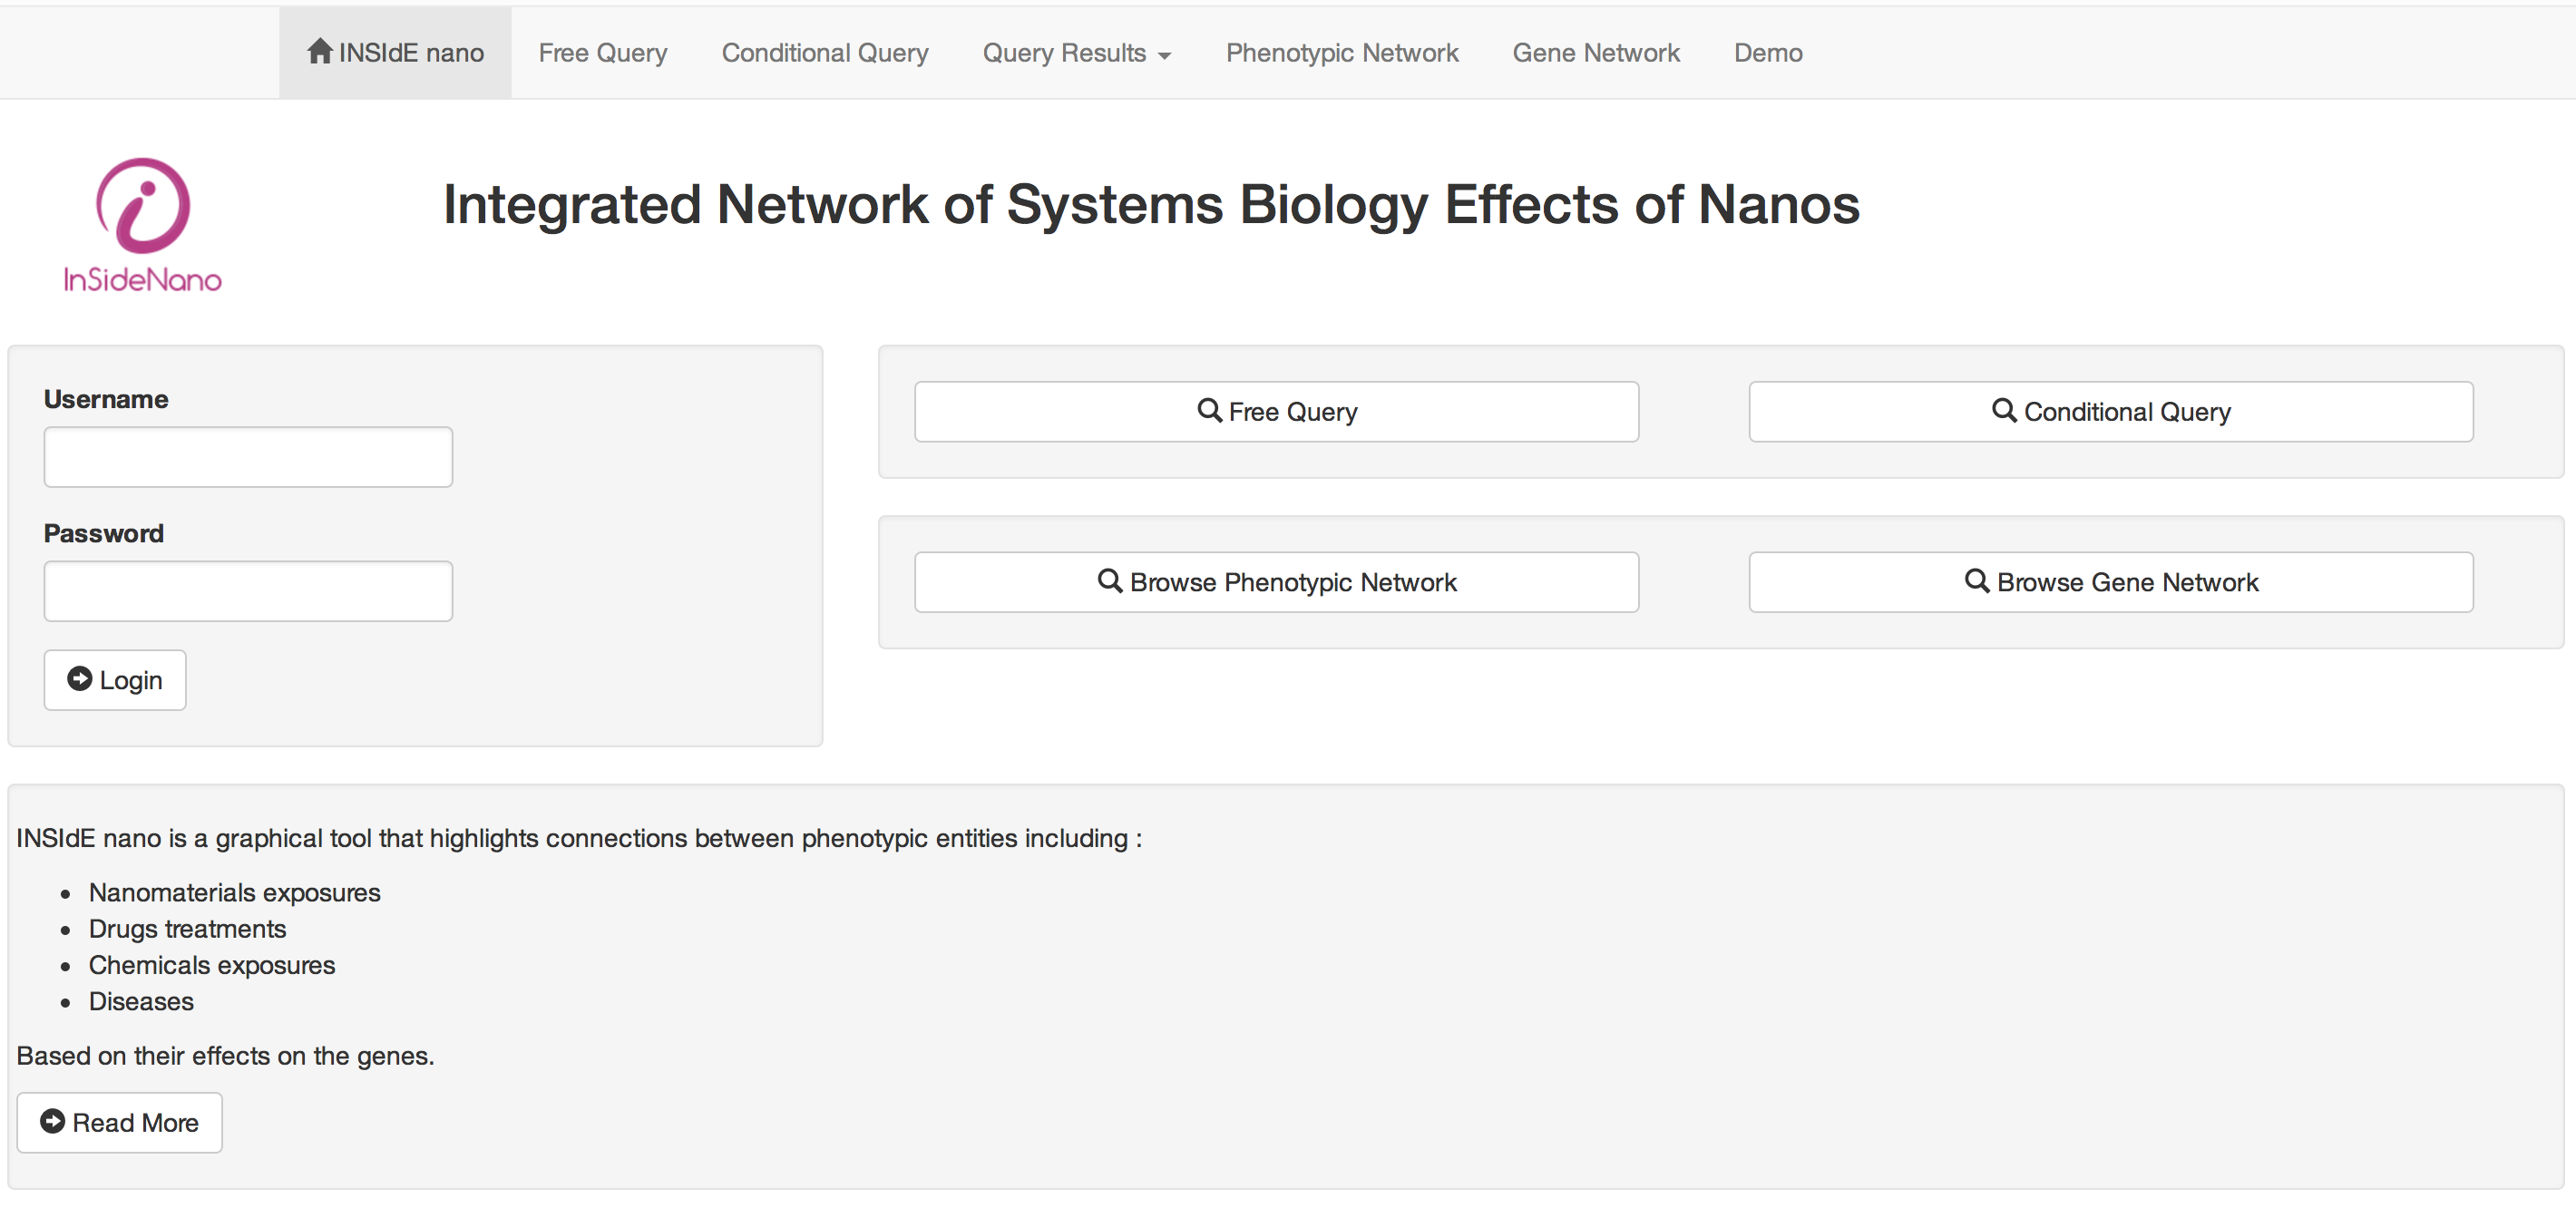 INSIdE nano Free Query Conditional Query Query Results Phenotypic Network Gene Network Demo
InSideNano
Integrated Network of Systems Biology Effects of Nanos
Username
Password
Login
Free Query Conditional Query
Browse Phenotypic Network Browse Gene Network
INSIdE nano is a graphical tool that highlights connections between phenotypic entities including :
• Nanomaterials exposures
• Drugs treatments
• Chemicals exposures
• Diseases
Based on their effects on the genes.
Read More